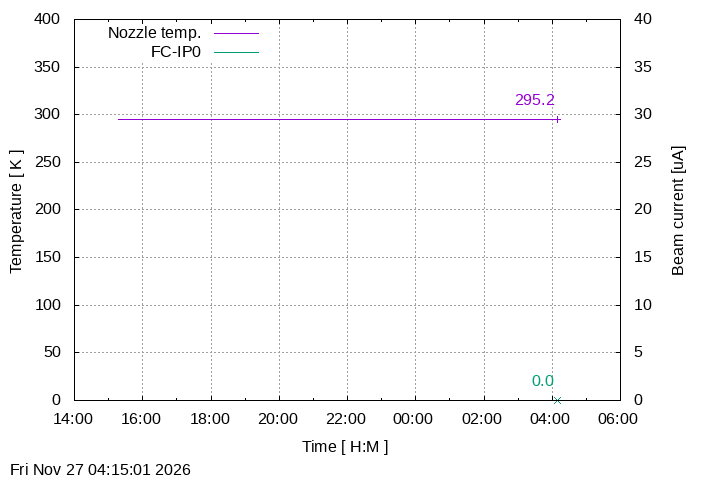 400
350
300
250
200
150
100
50
0
Temperature [ K ]
Nozzle temp.
FC-IP0
295.2
0.0
40
35
30
25
20
15
10
5
0
Beam current [uA]
14:00 16:00 18:00 20:00 22:00 00:00 02:00 04:00 06:00
Time [ H:M ]
Fri Nov 27 04:15:01 2026